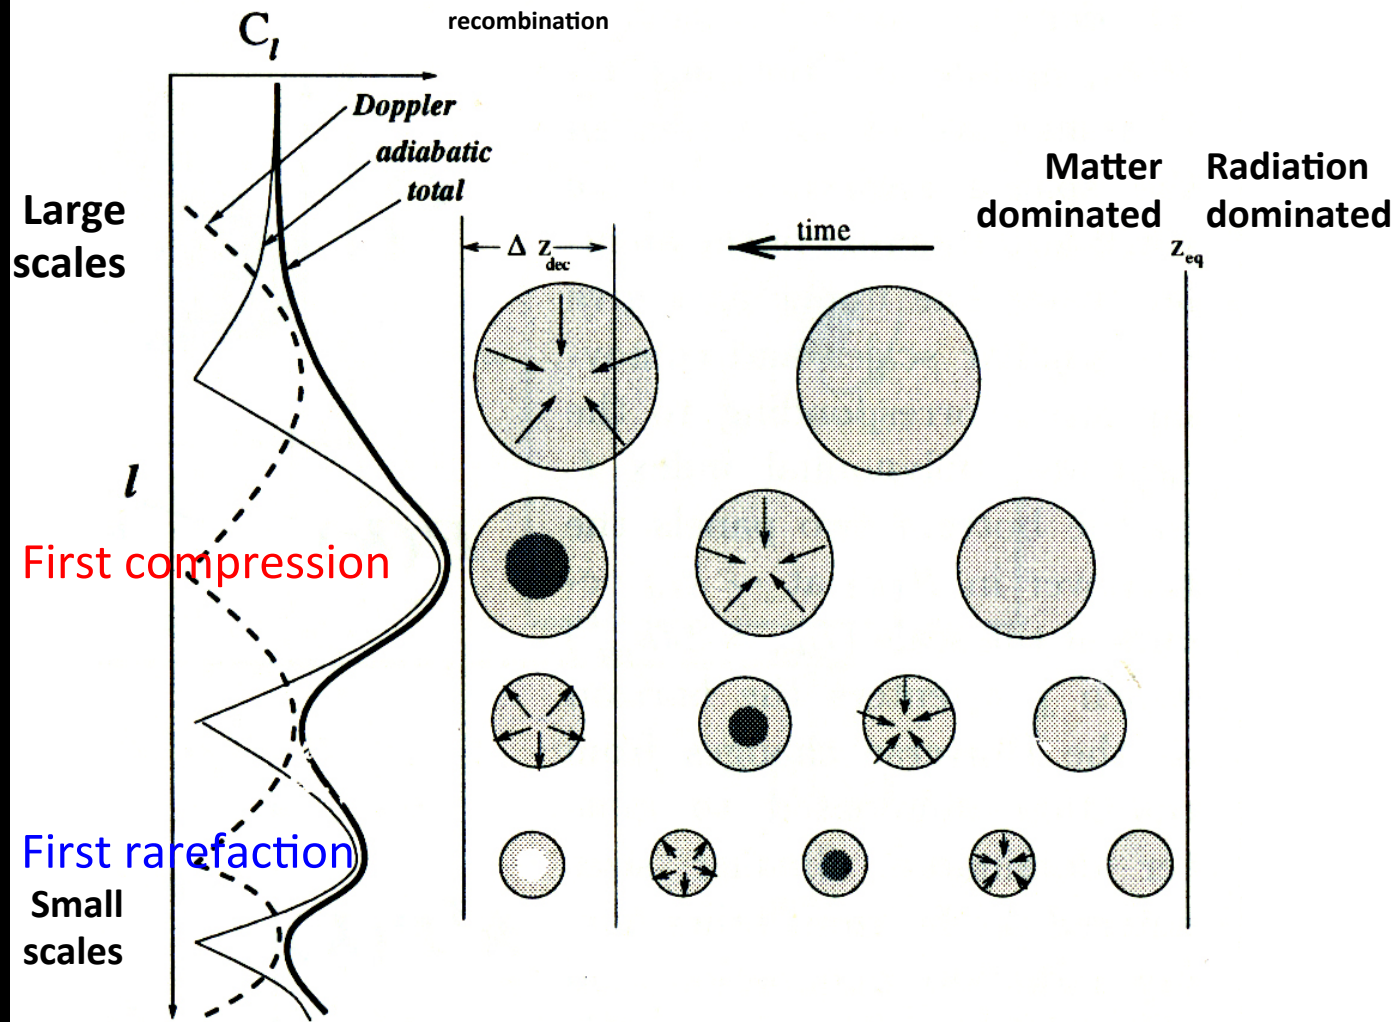 C_l
recombination
Doppler
adiabatic
total
Matter dominated
Radiation dominated
Large
scales
Δ z_dec
time
z_eq
l
First compression
First rarefaction
Small
scales